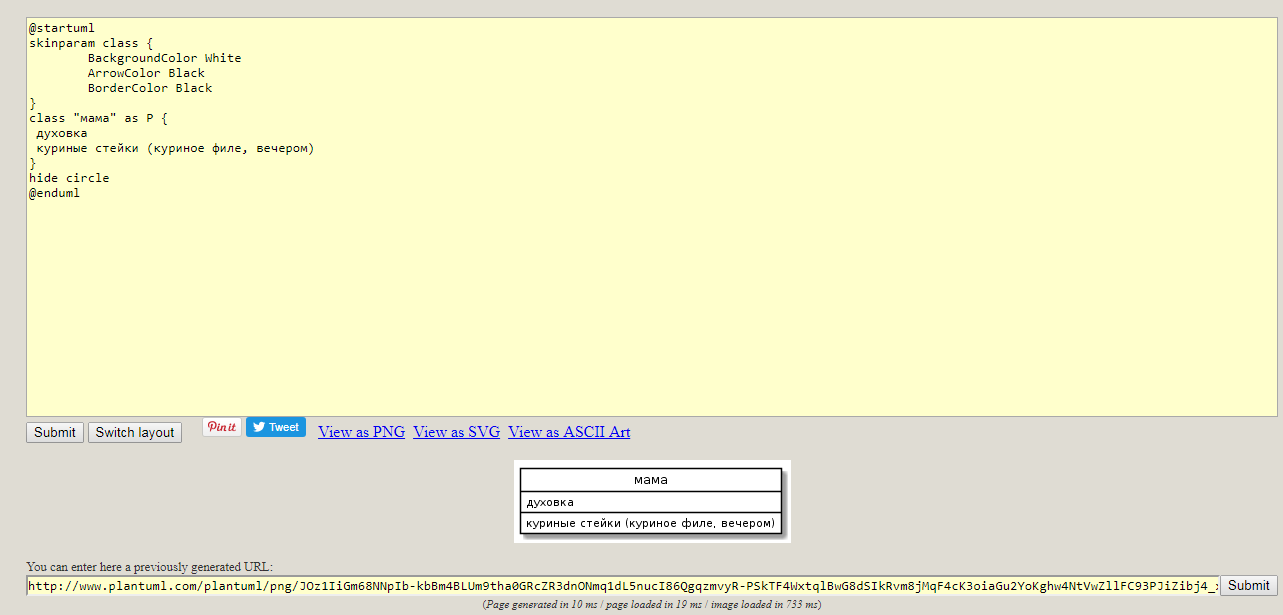 @startuml
skinparam class {
BackgroundColor White
ArrowColor Black
BorderColor Black
}
class "мама" as P {
духовка
куриные стейки (куриное филе, вечером)
}
hide circle
@enduml
Submit Switch layout Pin it Tweet View as PNG View as SVG View as ASCII Art
мама
духовка
куриные стейки (куриное филе, вечером)
You can enter here a previously generated URL:
http://www.plantuml.com/plantuml/png/JOz1IiGm68NNpIb-kbBm4BLUm9tha0GRcZR3dnONmq1dL5nucI86QgqzmvyR-PSkTF4WxtqlBwG8dSIkRvm8jMqF4cK3oiaGu2YoKghw4NtVwZllFC93PJiZibj4_ Submit
(Page generated in 10 ms / page loaded in 19 ms / image loaded in 733 ms)